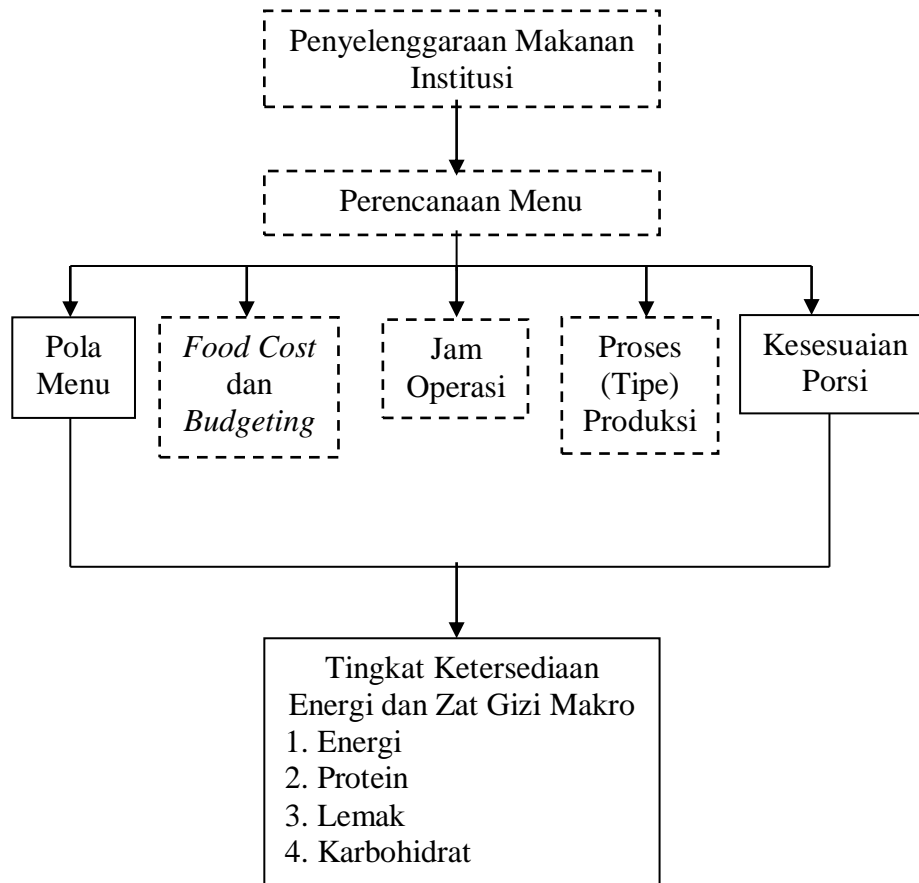 Penyelenggaraan Makanan
Institusi
Perencanaan Menu
Pola
Menu
Food Cost
dan
Budgeting
Jam
Operasi
Proses
(Tipe)
Produksi
Kesesuaian
Porsi
Tingkat Ketersediaan
Energi dan Zat Gizi Makro
1. Energi
2. Protein
3. Lemak
4. Karbohidrat